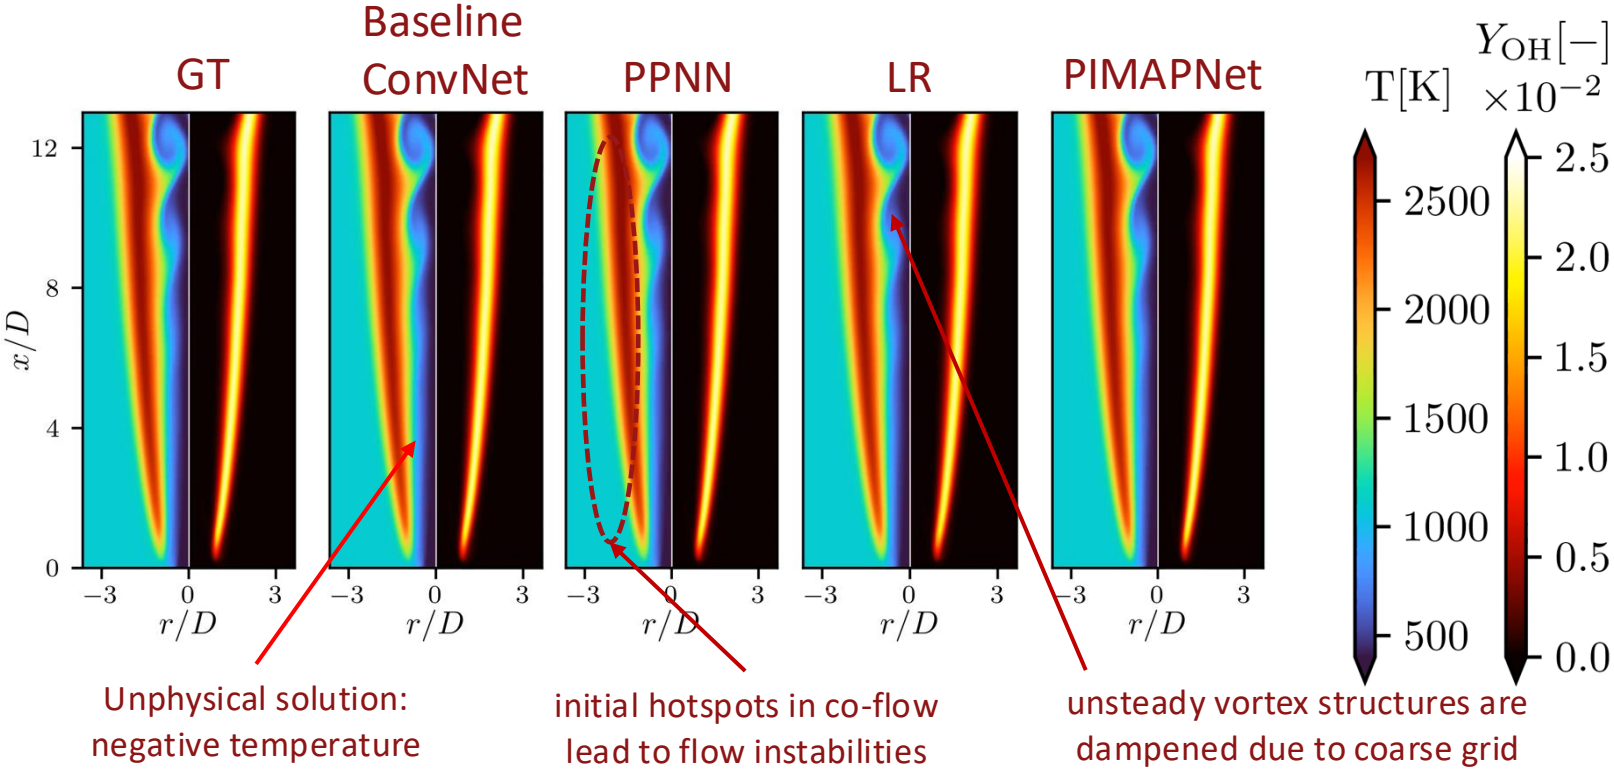 Baseline
GT ConvNet PPNN LR PIMAPNet
T[K] Y_OH[−]
×10⁻²
12
8
4
0
x/D
−3 0 3 −3 0 3 −3 0 3 −3 0 3 −3 0 3
r/D r/D r/D r/D r/D
2500
2000
1500
1000
500
2.5
2.0
1.5
1.0
0.5
0.0
Unphysical solution:
negative temperature
initial hotspots in co-flow
lead to flow instabilities
unsteady vortex structures are
dampened due to coarse grid